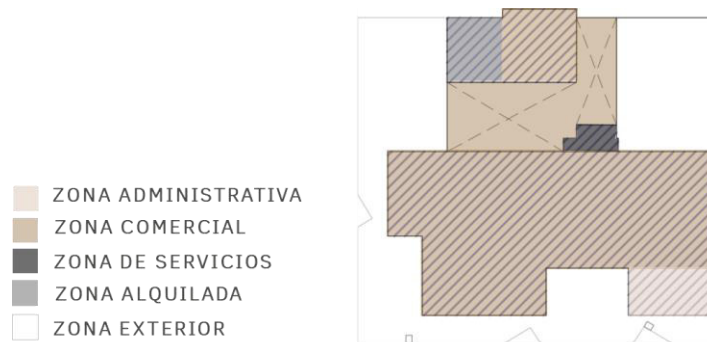 ZONA ADMINISTRATIVA
ZONA COMERCIAL
ZONA DE SERVICIOS
ZONA ALQUILADA
ZONA EXTERIOR